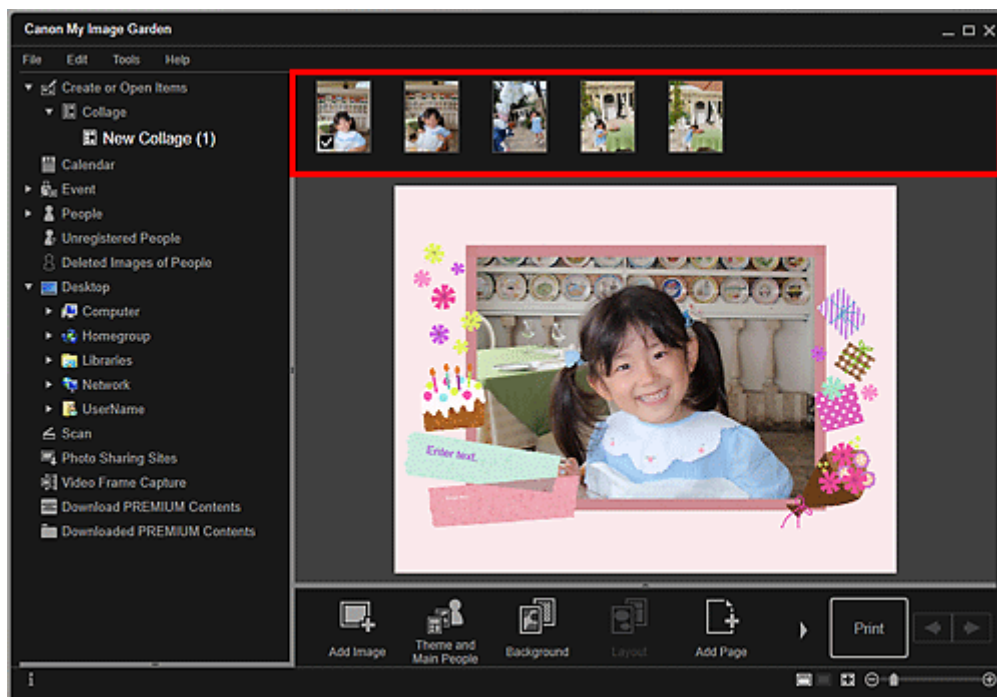 Canon My Image Garden
File Edit Tools Help
Create or Open Items
Collage
New Collage (1)
Calendar
Event
People
Unregistered People
Deleted Images of People
Desktop
Computer
Homegroup
Libraries
Network
UserName
Scan
Photo Sharing Sites
Video Frame Capture
Download PREMIUM Contents
Downloaded PREMIUM Contents
Enter text.
Add Image
Theme and
Main People
Background
Layout
Add Page
Print